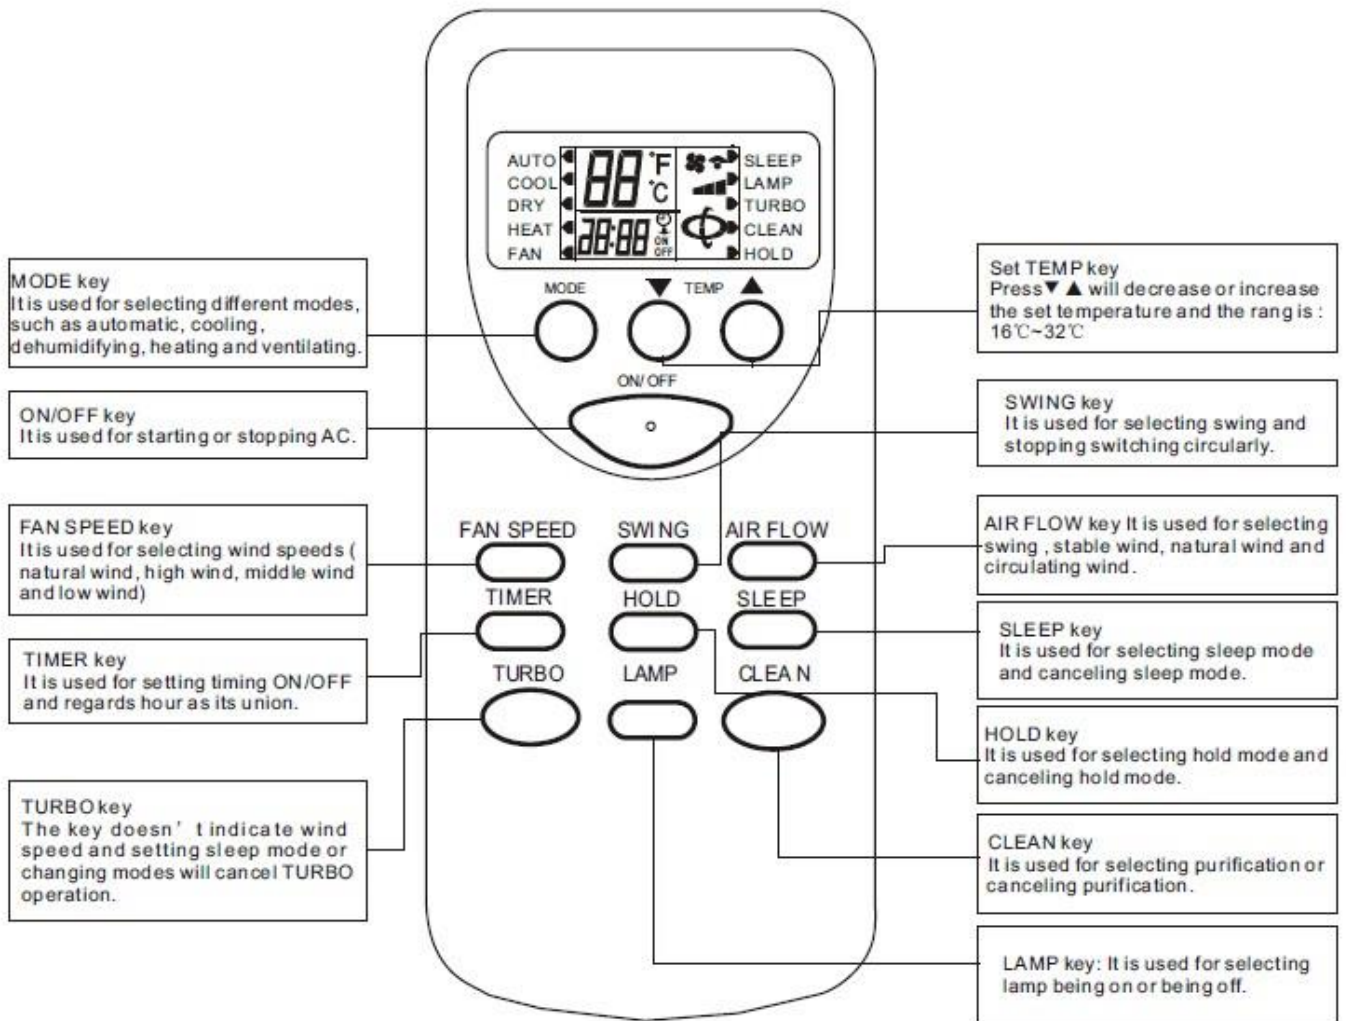 AUTO
COOL
DRY
HEAT
FAN
88 °F
°C
28:88 ON
OFF
SLEEP
LAMP
TURBO
CLEAN
HOLD
MODE
▼ TEMP ▲
ON/OFF
FAN SPEED SWING AIR FLOW
TIMER HOLD SLEEP
TURBO LAMP CLEAN
MODE key
It is used for selecting different modes,
such as automatic, cooling,
dehumidifying, heating and ventilating.
ON/OFF key
It is used for starting or stopping AC.
FAN SPEED key
It is used for selecting wind speeds (
natural wind, high wind, middle wind
and low wind)
TIMER key
It is used for setting timing ON/OFF
and regards hour as its union.
TURBO key
The key doesn't indicate wind
speed and setting sleep mode or
changing modes will cancel TURBO
operation.
Set TEMP key
Press▼ ▲ will decrease or increase
the set temperature and the rang is :
16℃~32℃
SWING key
It is used for selecting swing and
stopping switching circularly.
AIR FLOW key It is used for selecting
swing , stable wind, natural wind and
circulating wind.
SLEEP key
It is used for selecting sleep mode
and canceling sleep mode.
HOLD key
It is used for selecting hold mode and
canceling hold mode.
CLEAN key
It is used for selecting purification or
canceling purification.
LAMP key: It is used for selecting
lamp being on or being off.